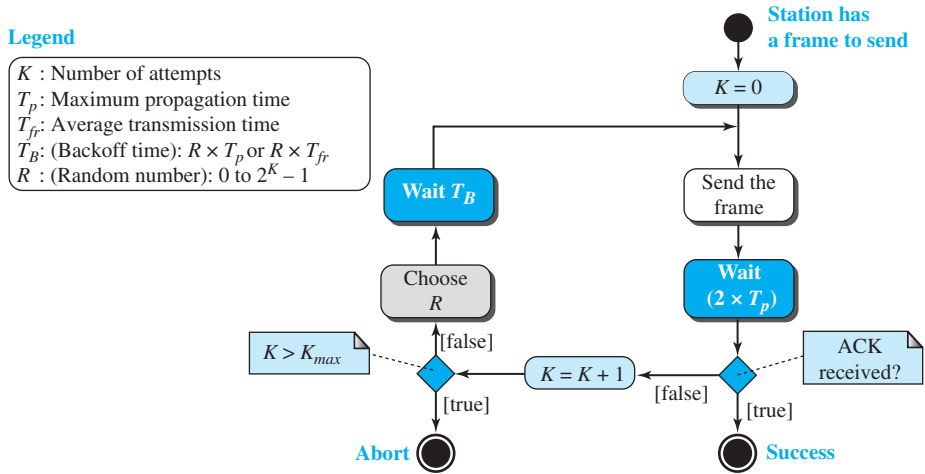 Station has
a frame to send
Legend
K : Number of attempts
Tp: Maximum propagation time
Tfr: Average transmission time
TB: (Backoff time): R × Tp or R × Tfr
R : (Random number): 0 to 2^K – 1
K = 0
Wait TB
Send the
frame
Choose
R
Wait
(2 × Tp)
[false]
K > Kmax
K = K + 1
ACK
received?
[false]
[true]
[true]
Abort
Success